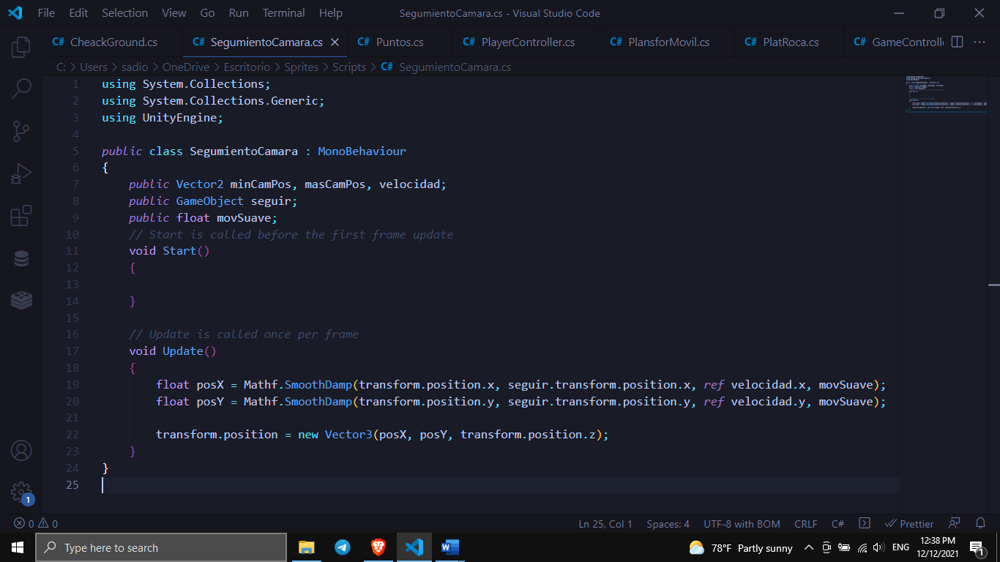 File Edit Selection View Go Run Terminal Help SegumientoCamara.cs - Visual Studio Code
C# CheackGround.cs C# SegumientoCamara.cs C# Puntos.cs C# PlayerController.cs C# PlansforMovil.cs C# PlatRoca.cs C# GameControlle
C: > Users > sadio > OneDrive > Escritorio > Sprites > Scripts > C# SegumientoCamara.cs
1 using System.Collections;
2 using System.Collections.Generic;
3 using UnityEngine;
4
5 public class SegumientoCamara : MonoBehaviour
6 {
7 public Vector2 minCamPos, masCamPos, velocidad;
8 public GameObject seguir;
9 public float movSuave;
10 // Start is called before the first frame update
11 void Start()
12 {
13
14 }
15
16 // Update is called once per frame
17 void Update()
18 {
19 float posX = Mathf.SmoothDamp(transform.position.x, seguir.transform.position.x, ref velocidad.x, movSuave);
20 float posY = Mathf.SmoothDamp(transform.position.y, seguir.transform.position.y, ref velocidad.y, movSuave);
21
22 transform.position = new Vector3(posX, posY, transform.position.z);
23 }
24 }
25
1
0 0 Ln 25, Col 1 Spaces: 4 UTF-8 with BOM CRLF C# Prettier
Type here to search 78°F Partly sunny ENG 12:38 PM
12/12/2021 1